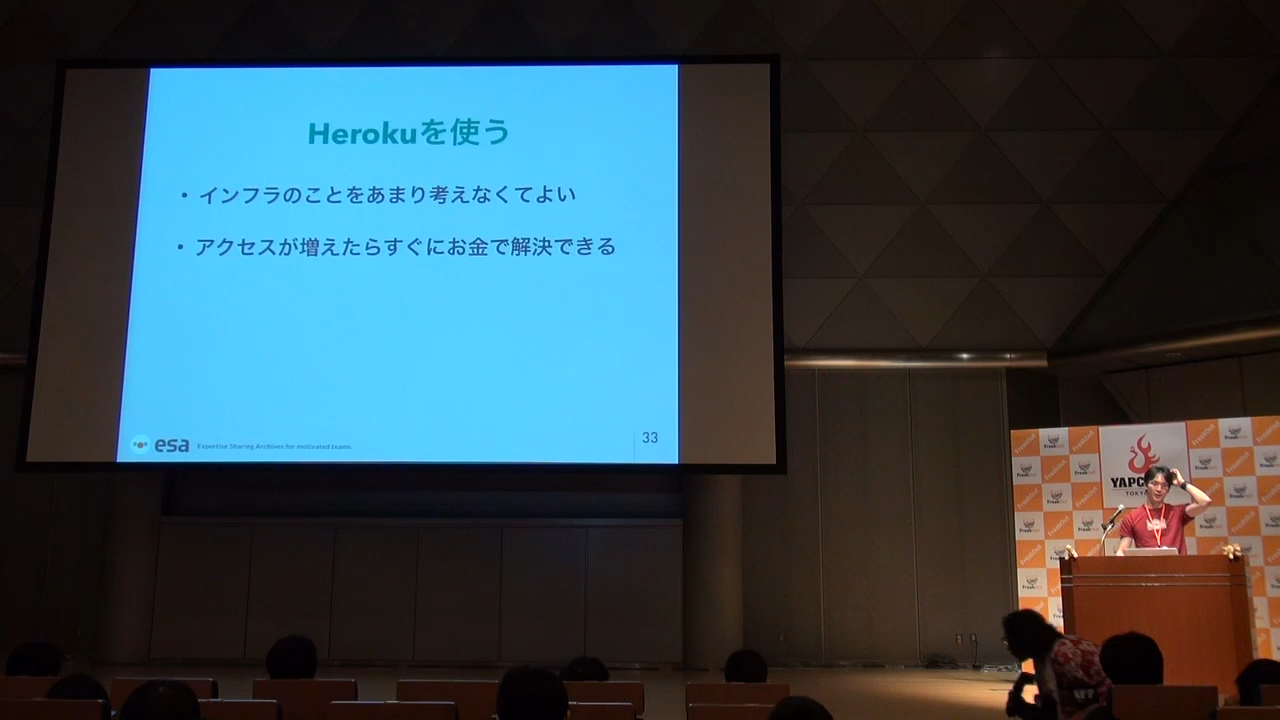 Herokuを使う
・ インフラのことをあまり考えなくてよい
・ アクセスが増えたらすぐにお金で解決できる
esa Expertise Sharing Archives for motivated teams.
33
FreakOut
YAPC
TOKY